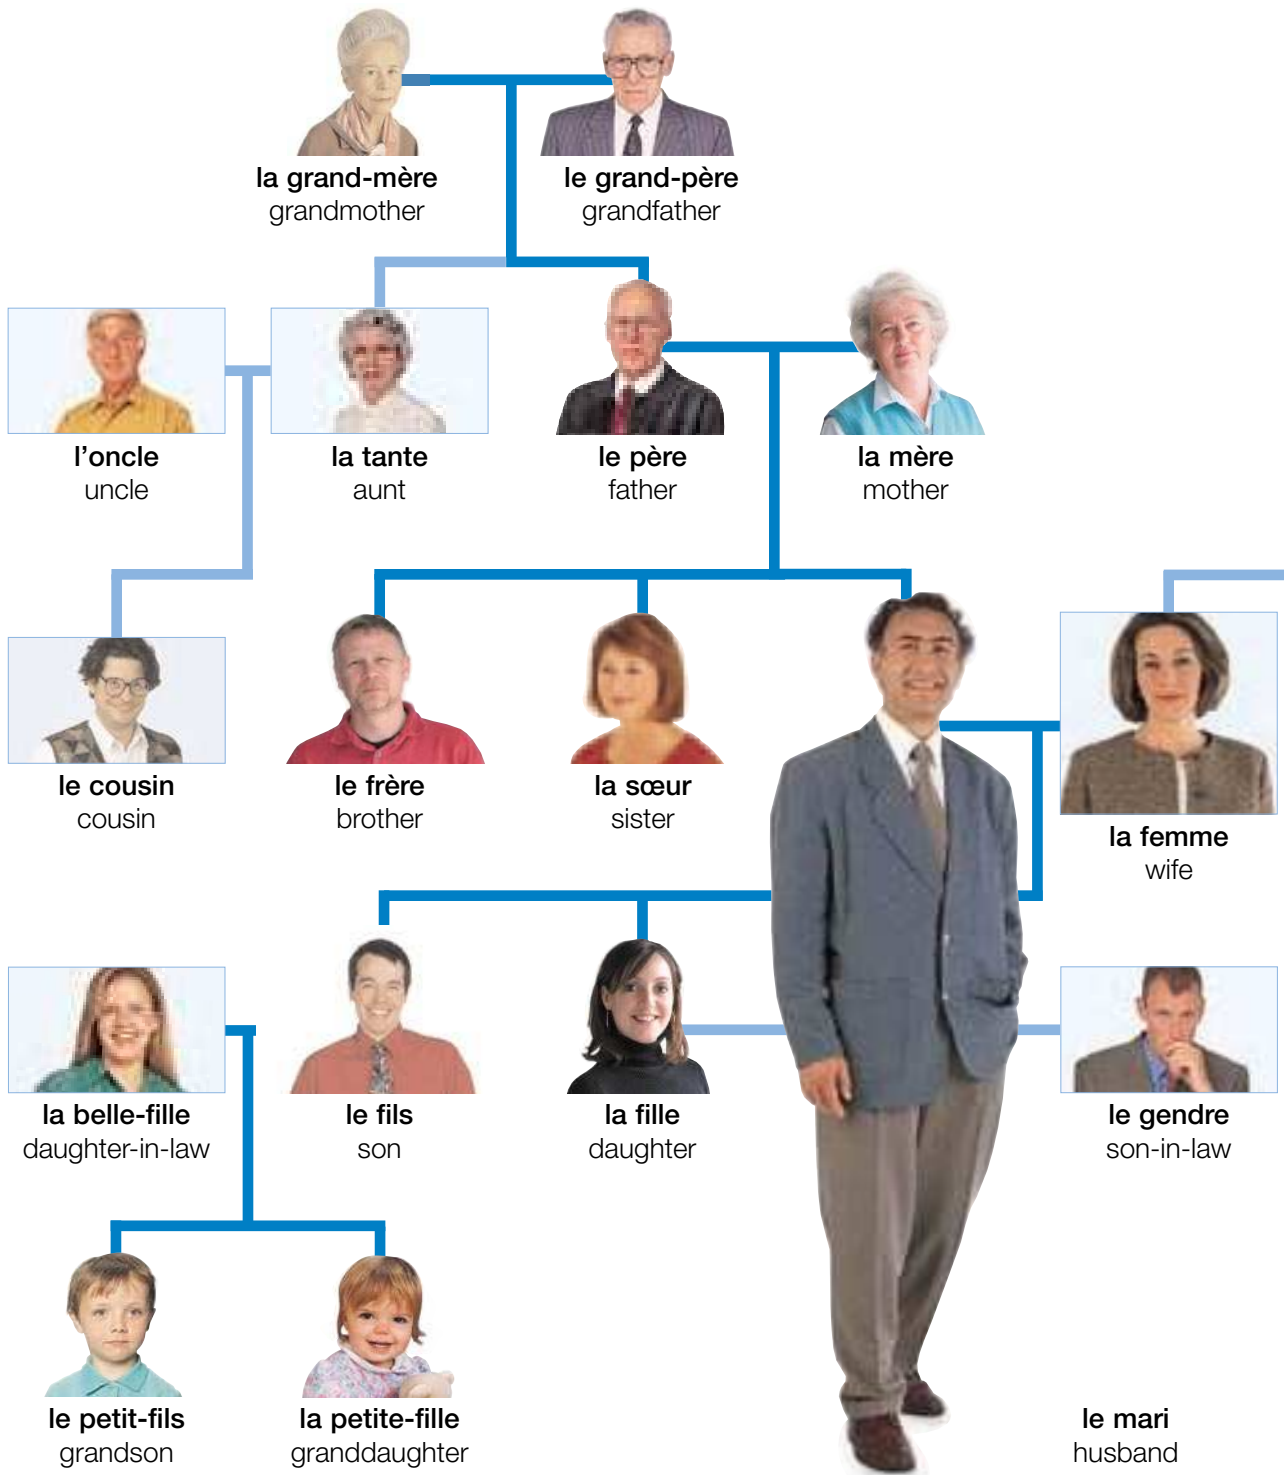 la grand-mère
grandmother
le grand-père
grandfather
l'oncle
uncle
la tante
aunt
le père
father
la mère
mother
le cousin
cousin
le frère
brother
la sœur
sister
la femme
wife
la belle-fille
daughter-in-law
le fils
son
la fille
daughter
le gendre
son-in-law
le petit-fils
grandson
la petite-fille
granddaughter
le mari
husband